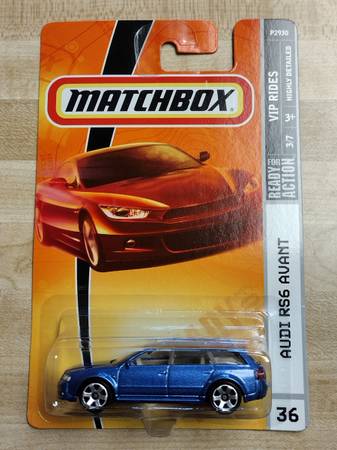 P2930
MATCHBOX
VIP RIDES
HIGHLY DETAILED
3/7
3+
READY FOR ACTION
AUDI RS6 AVANT
36